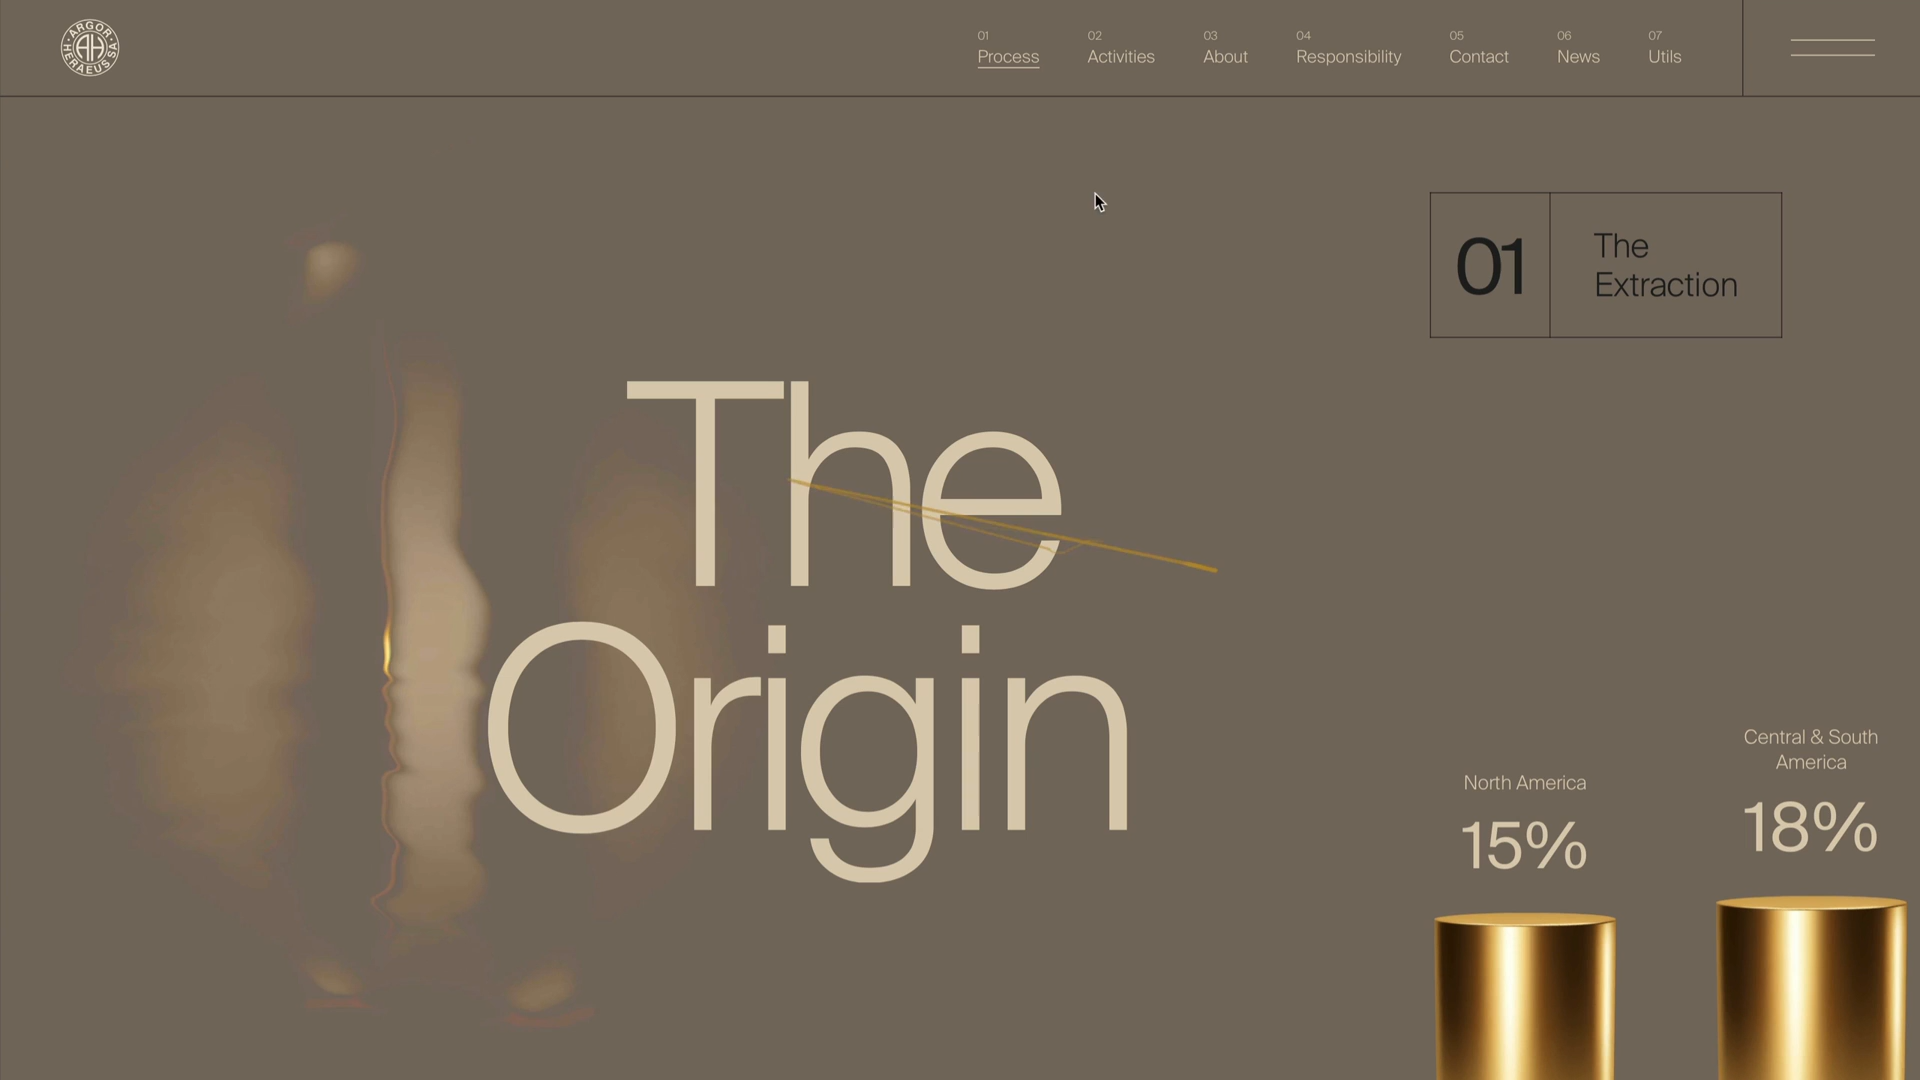 ARGOR
HERAEUS SA
AH
01
Process
02
Activities
03
About
04
Responsibility
05
Contact
06
News
07
Utils
01
The
Extraction
The
Origin
North America
15%
Central & South
America
18%